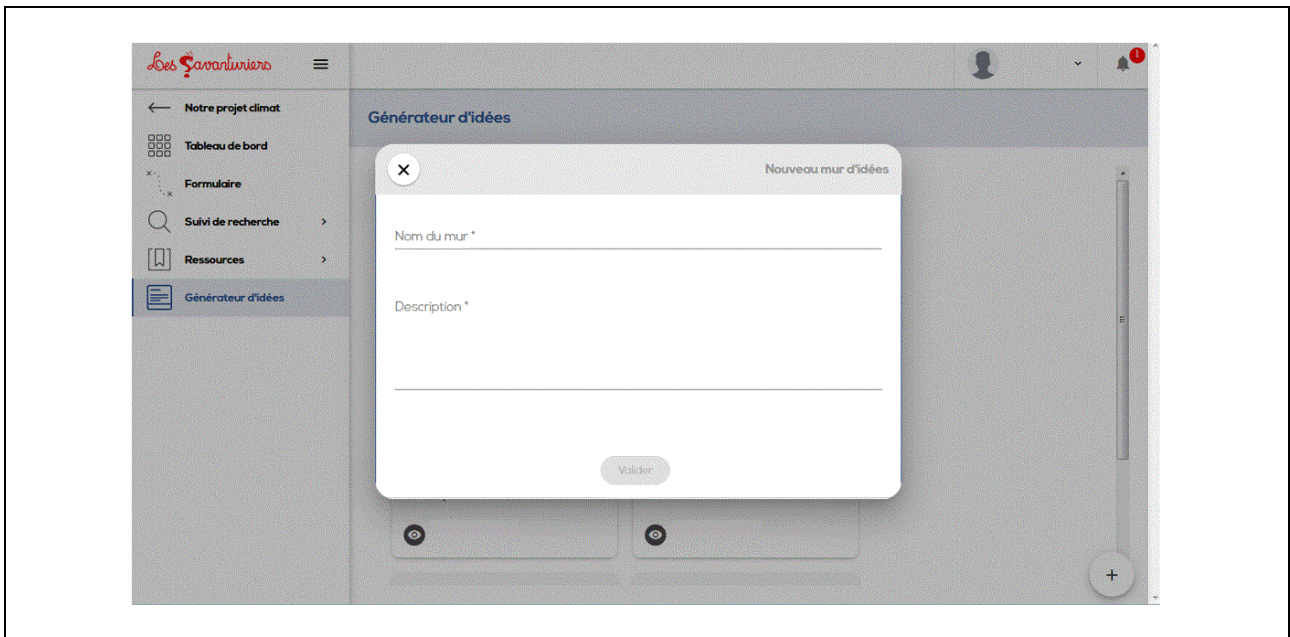 Les Savanturiers
1
Notre projet climat
Tableau de bord
Formulaire
Suivi de recherche
Ressources
Générateur d'idées
Générateur d'idées
Nouveau mur d'idées
Nom du mur *
Description *
Valider